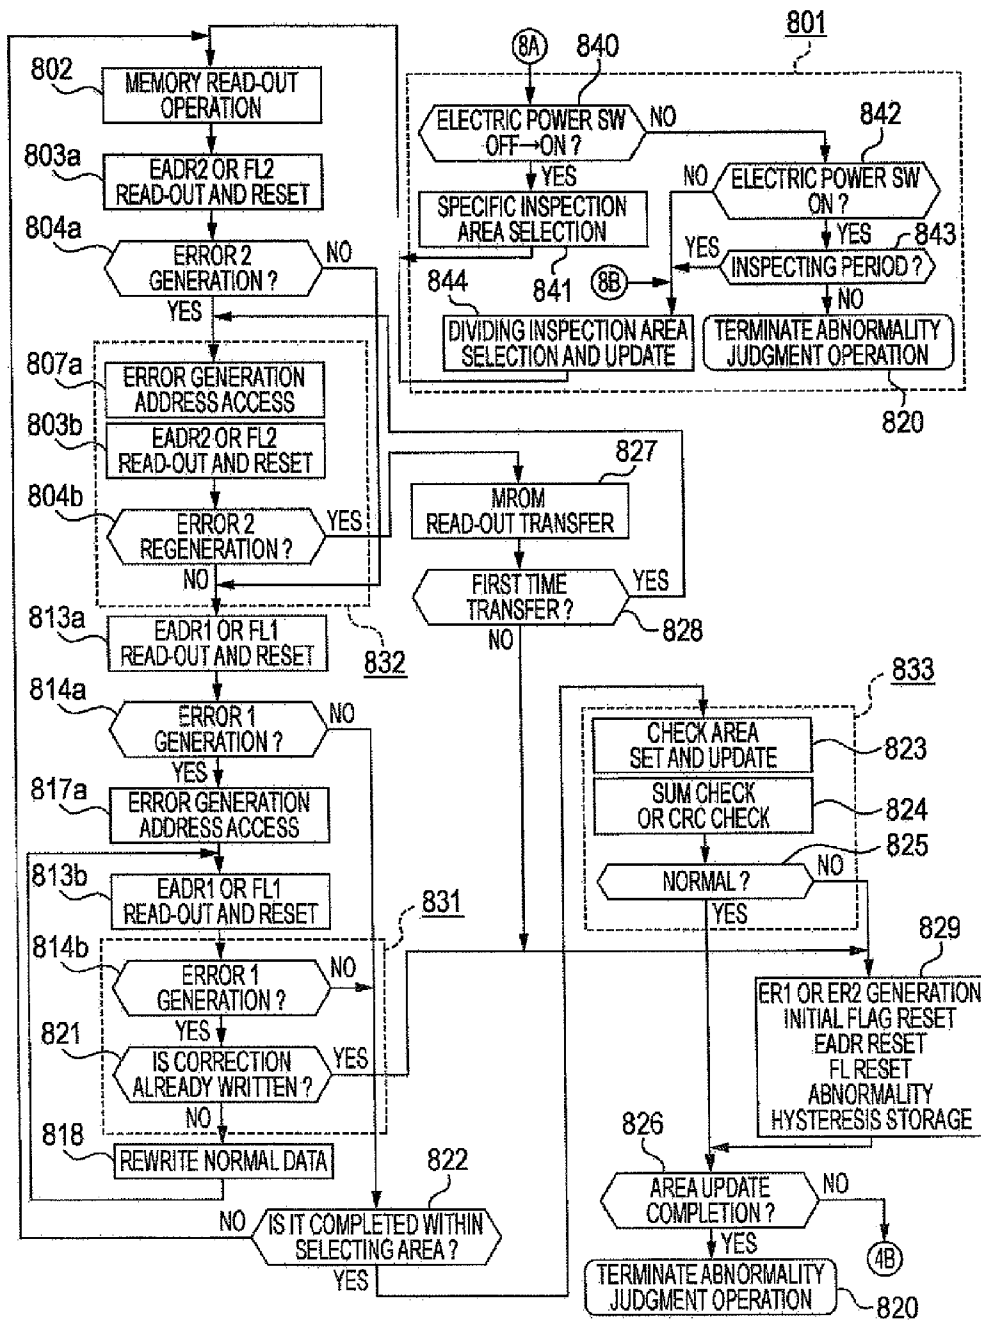 801
8A
840
802
MEMORY READ-OUT
OPERATION
ELECTRIC POWER SW
OFF→ON ?
NO
842
803a
EADR2 OR FL2
READ-OUT AND RESET
YES
NO
ELECTRIC POWER SW
ON ?
SPECIFIC INSPECTION
AREA SELECTION
804a
ERROR 2
GENERATION ?
NO
YES
843
YES
INSPECTING PERIOD ?
841
8B
844
NO
YES
DIVIDING INSPECTION AREA
SELECTION AND UPDATE
TERMINATE ABNORMALITY
JUDGMENT OPERATION
820
807a
ERROR GENERATION
ADDRESS ACCESS
803b
EADR2 OR FL2
READ-OUT AND RESET
827
MROM
READ-OUT TRANSFER
804b
ERROR 2
REGENERATION ?
YES
NO
FIRST TIME
TRANSFER ?
YES
828
NO
813a
EADR1 OR FL1
READ-OUT AND RESET
832
814a
ERROR 1
GENERATION ?
NO
YES
833
CHECK AREA
SET AND UPDATE
823
817a
ERROR GENERATION
ADDRESS ACCESS
SUM CHECK
OR CRC CHECK
824
825
813b
EADR1 OR FL1
READ-OUT AND RESET
NORMAL ?
NO
YES
831
814b
ERROR 1
GENERATION ?
NO
YES
829
ER1 OR ER2 GENERATION
INITIAL FLAG RESET
EADR RESET
FL RESET
ABNORMALITY
HYSTERESIS STORAGE
821
IS CORRECTION
ALREADY WRITTEN ?
YES
NO
818
REWRITE NORMAL DATA
822
NO
IS IT COMPLETED WITHIN
SELECTING AREA ?
YES
826
AREA UPDATE
COMPLETION ?
NO
YES
4B
TERMINATE ABNORMALITY
JUDGMENT OPERATION
820